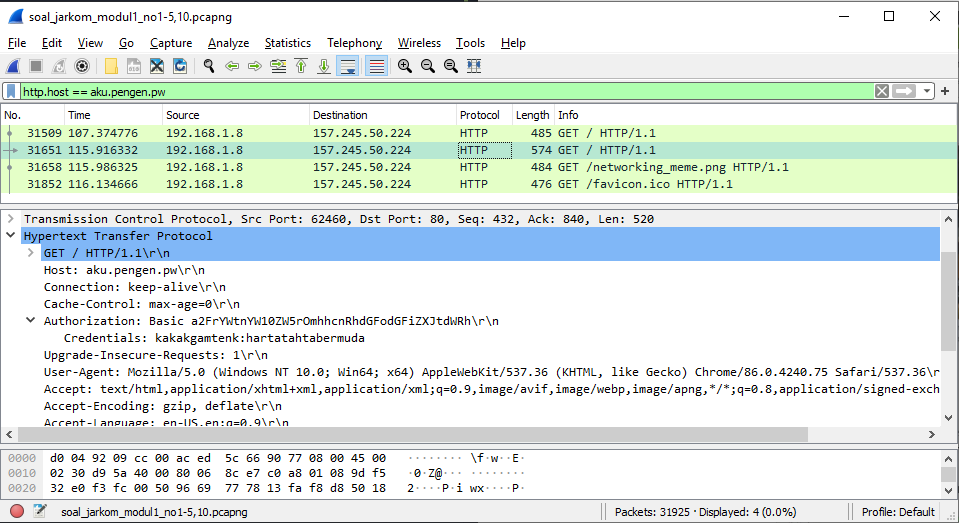 soal_jarkom_modul1_no1-5,10.pcapng
File Edit View Go Capture Analyze Statistics Telephony Wireless Tools Help
http.host == aku.pengen.pw
No. Time Source Destination Protocol Length Info
31509 107.374776 192.168.1.8 157.245.50.224 HTTP 485 GET / HTTP/1.1
31651 115.916332 192.168.1.8 157.245.50.224 HTTP 574 GET / HTTP/1.1
31658 115.986325 192.168.1.8 157.245.50.224 HTTP 484 GET /networking_meme.png HTTP/1.1
31852 116.134666 192.168.1.8 157.245.50.224 HTTP 476 GET /favicon.ico HTTP/1.1
Transmission Control Protocol, Src Port: 62460, Dst Port: 80, Seq: 432, Ack: 840, Len: 520
Hypertext Transfer Protocol
GET / HTTP/1.1\r\n
Host: aku.pengen.pw\r\n
Connection: keep-alive\r\n
Cache-Control: max-age=0\r\n
Authorization: Basic a2FrYWtnYW10ZW5rOmhhcnRhdGFodGFiZXJtdWRh\r\n
Credentials: kakakgamtenk:hartatahtabermuda
Upgrade-Insecure-Requests: 1\r\n
User-Agent: Mozilla/5.0 (Windows NT 10.0; Win64; x64) AppleWebKit/537.36 (KHTML, like Gecko) Chrome/86.0.4240.75 Safari/537.36\r
Accept: text/html,application/xhtml+xml,application/xml;q=0.9,image/avif,image/webp,image/apng,*/*;q=0.8,application/signed-exch
Accept-Encoding: gzip, deflate\r\n
Accept-Language: en-US,en;q=0.9\r\n
0000 d0 04 92 09 cc 00 ac ed 5c 66 90 77 08 00 45 00 ········ \f·w··E·
0010 02 30 d9 5a 40 00 80 06 8c e7 c0 a8 01 08 9d f5 ·0·Z@··· ········
0020 32 e0 f3 fc 00 50 96 69 77 78 13 fa f8 d8 50 18 2····P·i wx····P·
soal_jarkom_modul1_no1-5,10.pcapng Packets: 31925 · Displayed: 4 (0.0%) Profile: Default